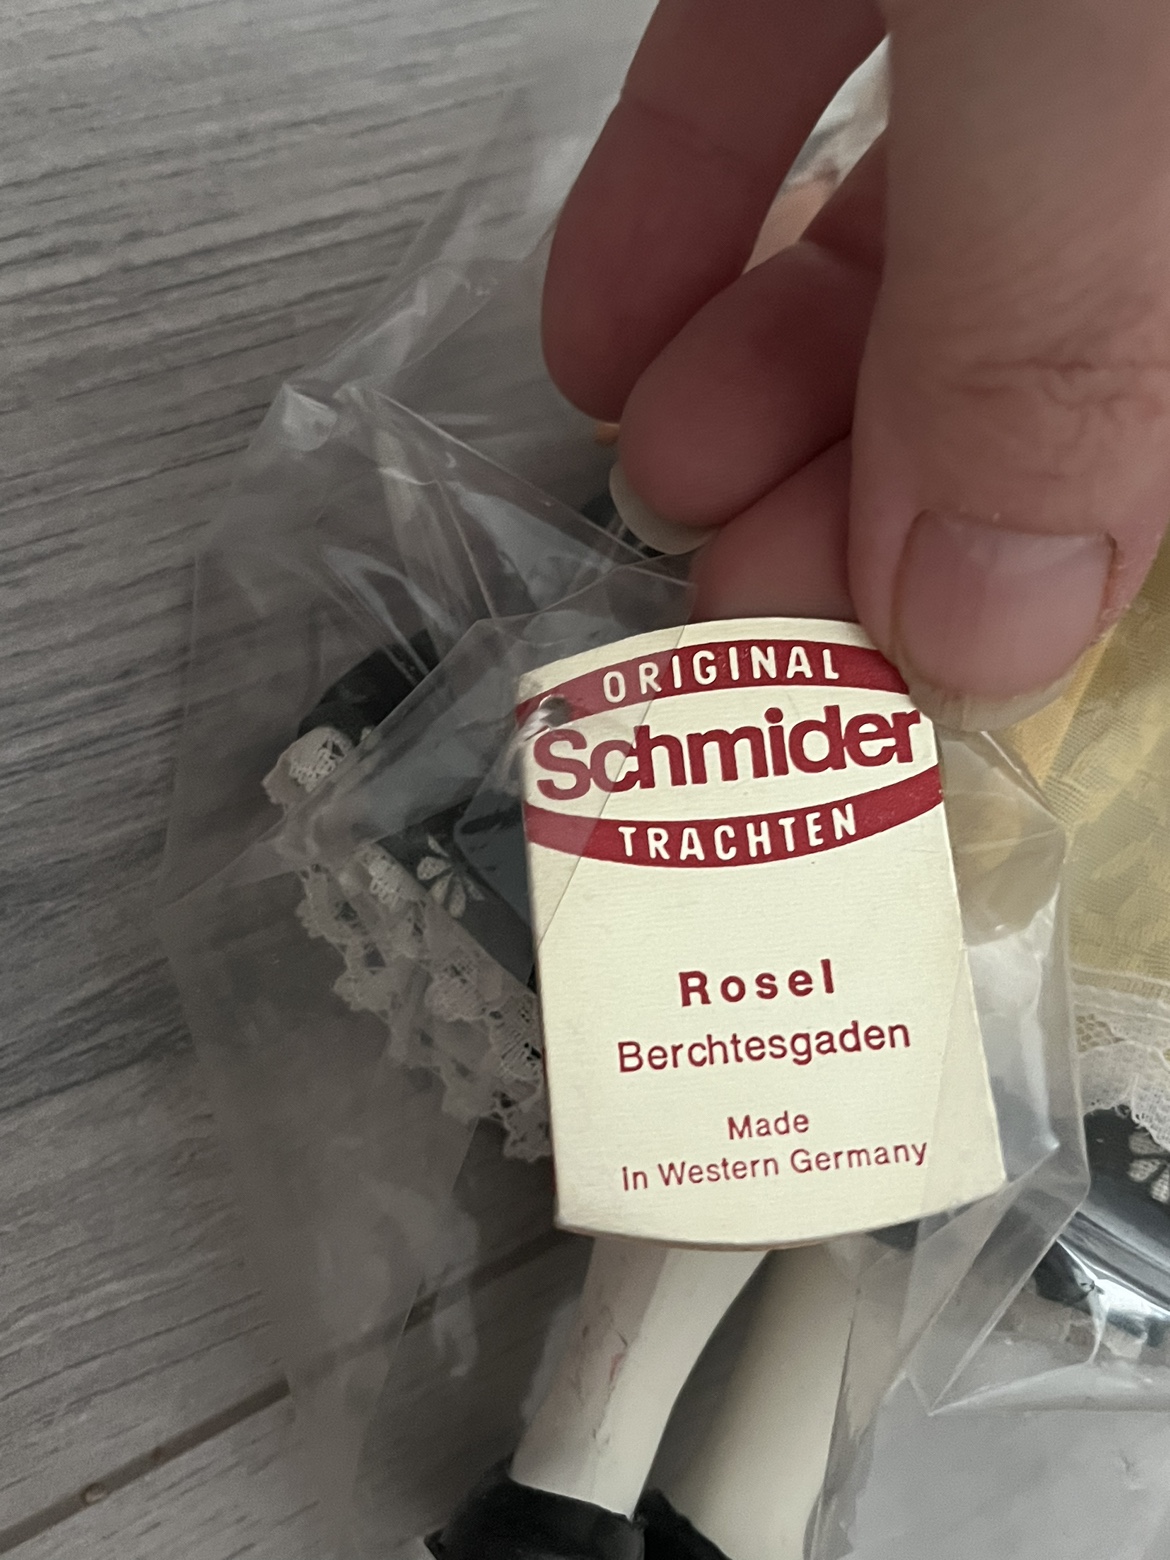 ORIGINAL
Schmider
TRACHTEN
Rosel
Berchtesgaden
Made
In Western Germany